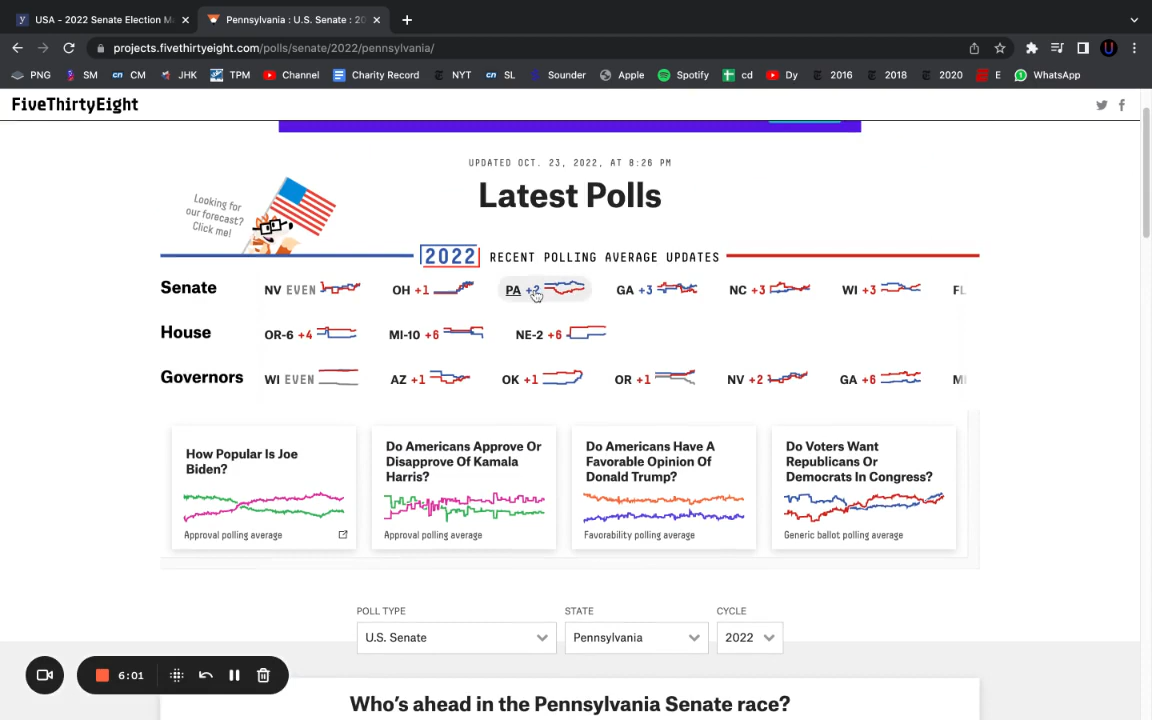 USA - 2022 Senate Election M
Pennsylvania : U.S. Senate : 20
projects.fivethirtyeight.com/polls/senate/2022/pennsylvania/
PNG SM CM JHK TPM Channel Charity Record NYT SL Sounder Apple Spotify cd Dy 2016 2018 2020 E WhatsApp
FiveThirtyEight
UPDATED OCT. 23, 2022, AT 8:26 PM
Looking for
our forecast?
Click me!
Latest Polls
2022 RECENT POLLING AVERAGE UPDATES
Senate NV EVEN OH +1 PA +2 GA +3 NC +3 WI +3 FL
House OR-6 +4 MI-10 +6 NE-2 +6
Governors WI EVEN AZ +1 OK +1 OR +1 NV +2 GA +6 MI
How Popular Is Joe
Biden?
Approval polling average
Do Americans Approve Or
Disapprove Of Kamala
Harris?
Approval polling average
Do Americans Have A
Favorable Opinion Of
Donald Trump?
Favorability polling average
Do Voters Want
Republicans Or
Democrats In Congress?
Generic ballot polling average
POLL TYPE STATE CYCLE
U.S. Senate Pennsylvania 2022
6:01
Who's ahead in the Pennsylvania Senate race?